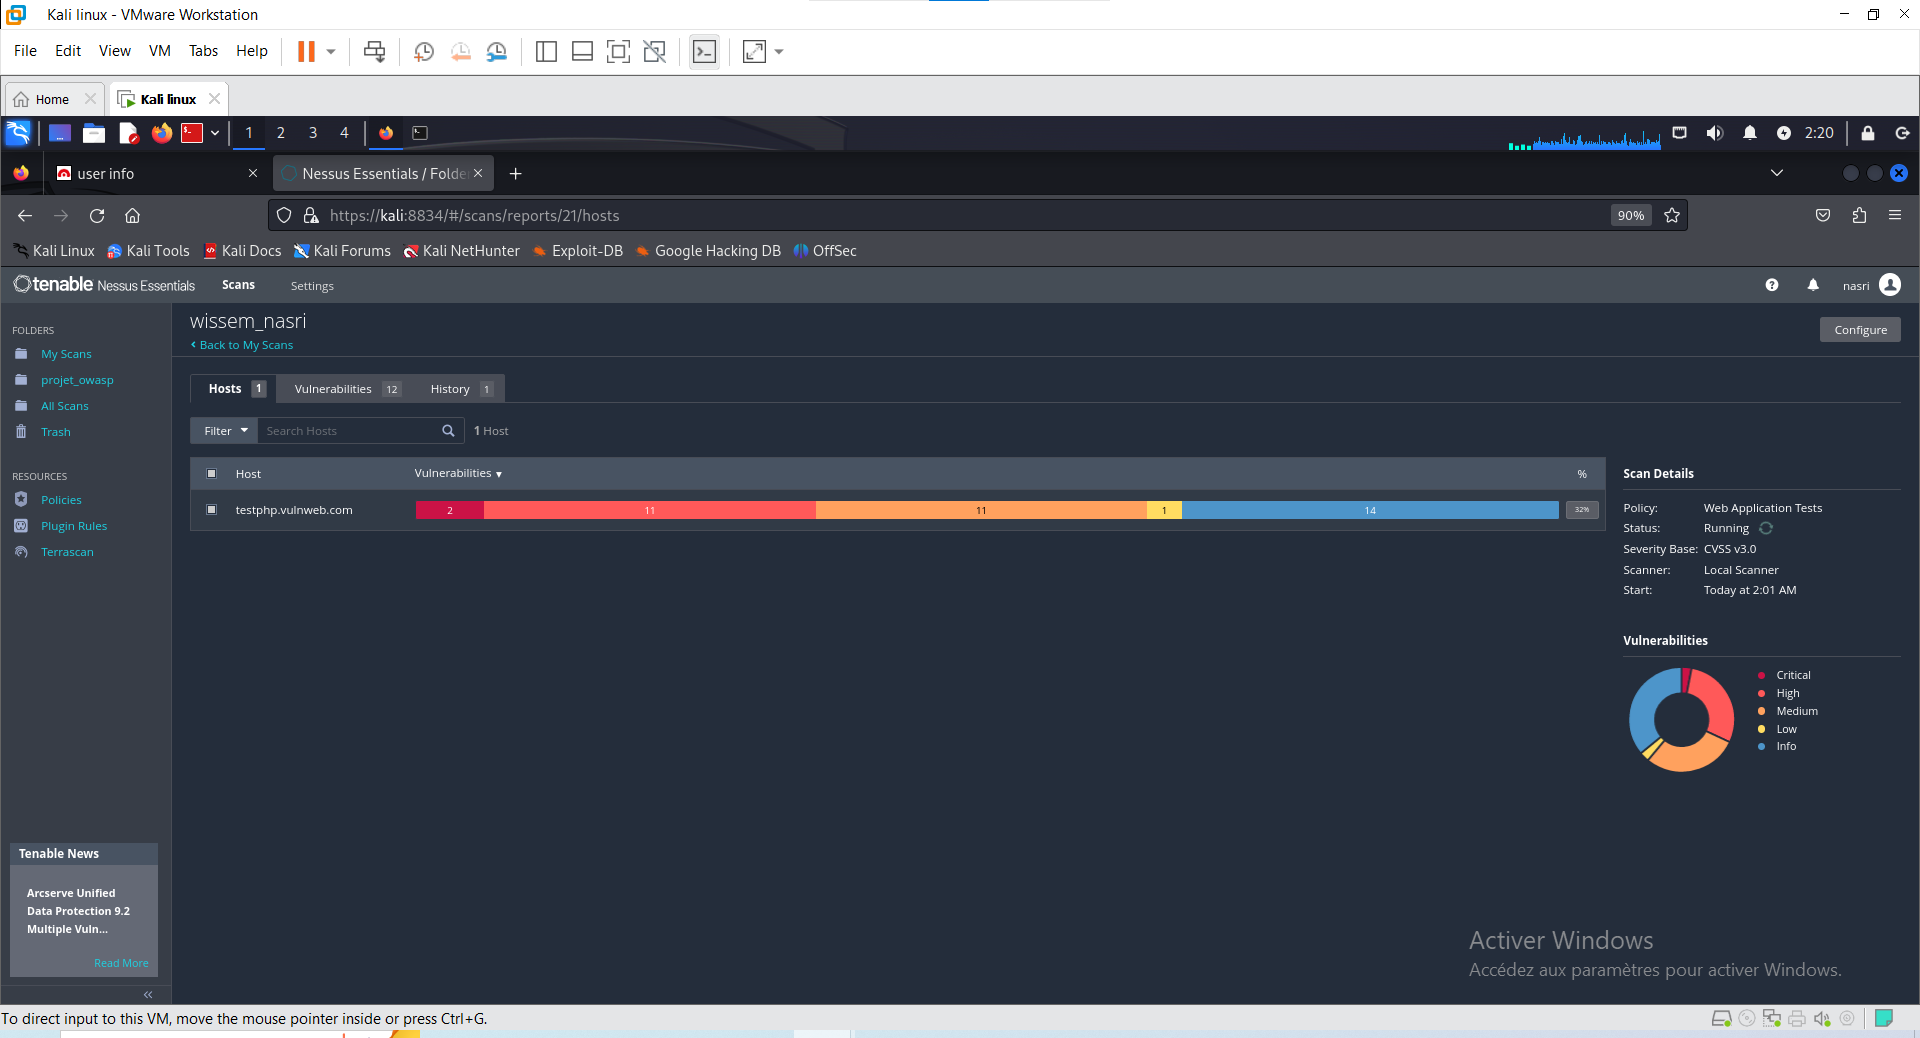 Kali linux - VMware Workstation
File Edit View VM Tabs Help
Home Kali linux
1 2 3 4 2:20
user info Nessus Essentials / Folde
https://kali:8834/#/scans/reports/21/hosts 90%
Kali Linux Kali Tools Kali Docs Kali Forums Kali NetHunter Exploit-DB Google Hacking DB OffSec
tenable Nessus Essentials Scans Settings nasri
FOLDERS
My Scans
projet_owasp
All Scans
Trash
RESOURCES
Policies
Plugin Rules
Terrascan
Tenable News
Arcserve Unified
Data Protection 9.2
Multiple Vuln...
Read More
wissem_nasri
Back to My Scans
Configure
Hosts 1 Vulnerabilities 12 History 1
Filter Search Hosts 1 Host
Host Vulnerabilities %
testphp.vulnweb.com 2 11 11 1 14 32%
Scan Details
Policy: Web Application Tests
Status: Running
Severity Base: CVSS v3.0
Scanner: Local Scanner
Start: Today at 2:01 AM
Vulnerabilities
Critical
High
Medium
Low
Info
Activer Windows
Accédez aux paramètres pour activer Windows.
To direct input to this VM, move the mouse pointer inside or press Ctrl+G.